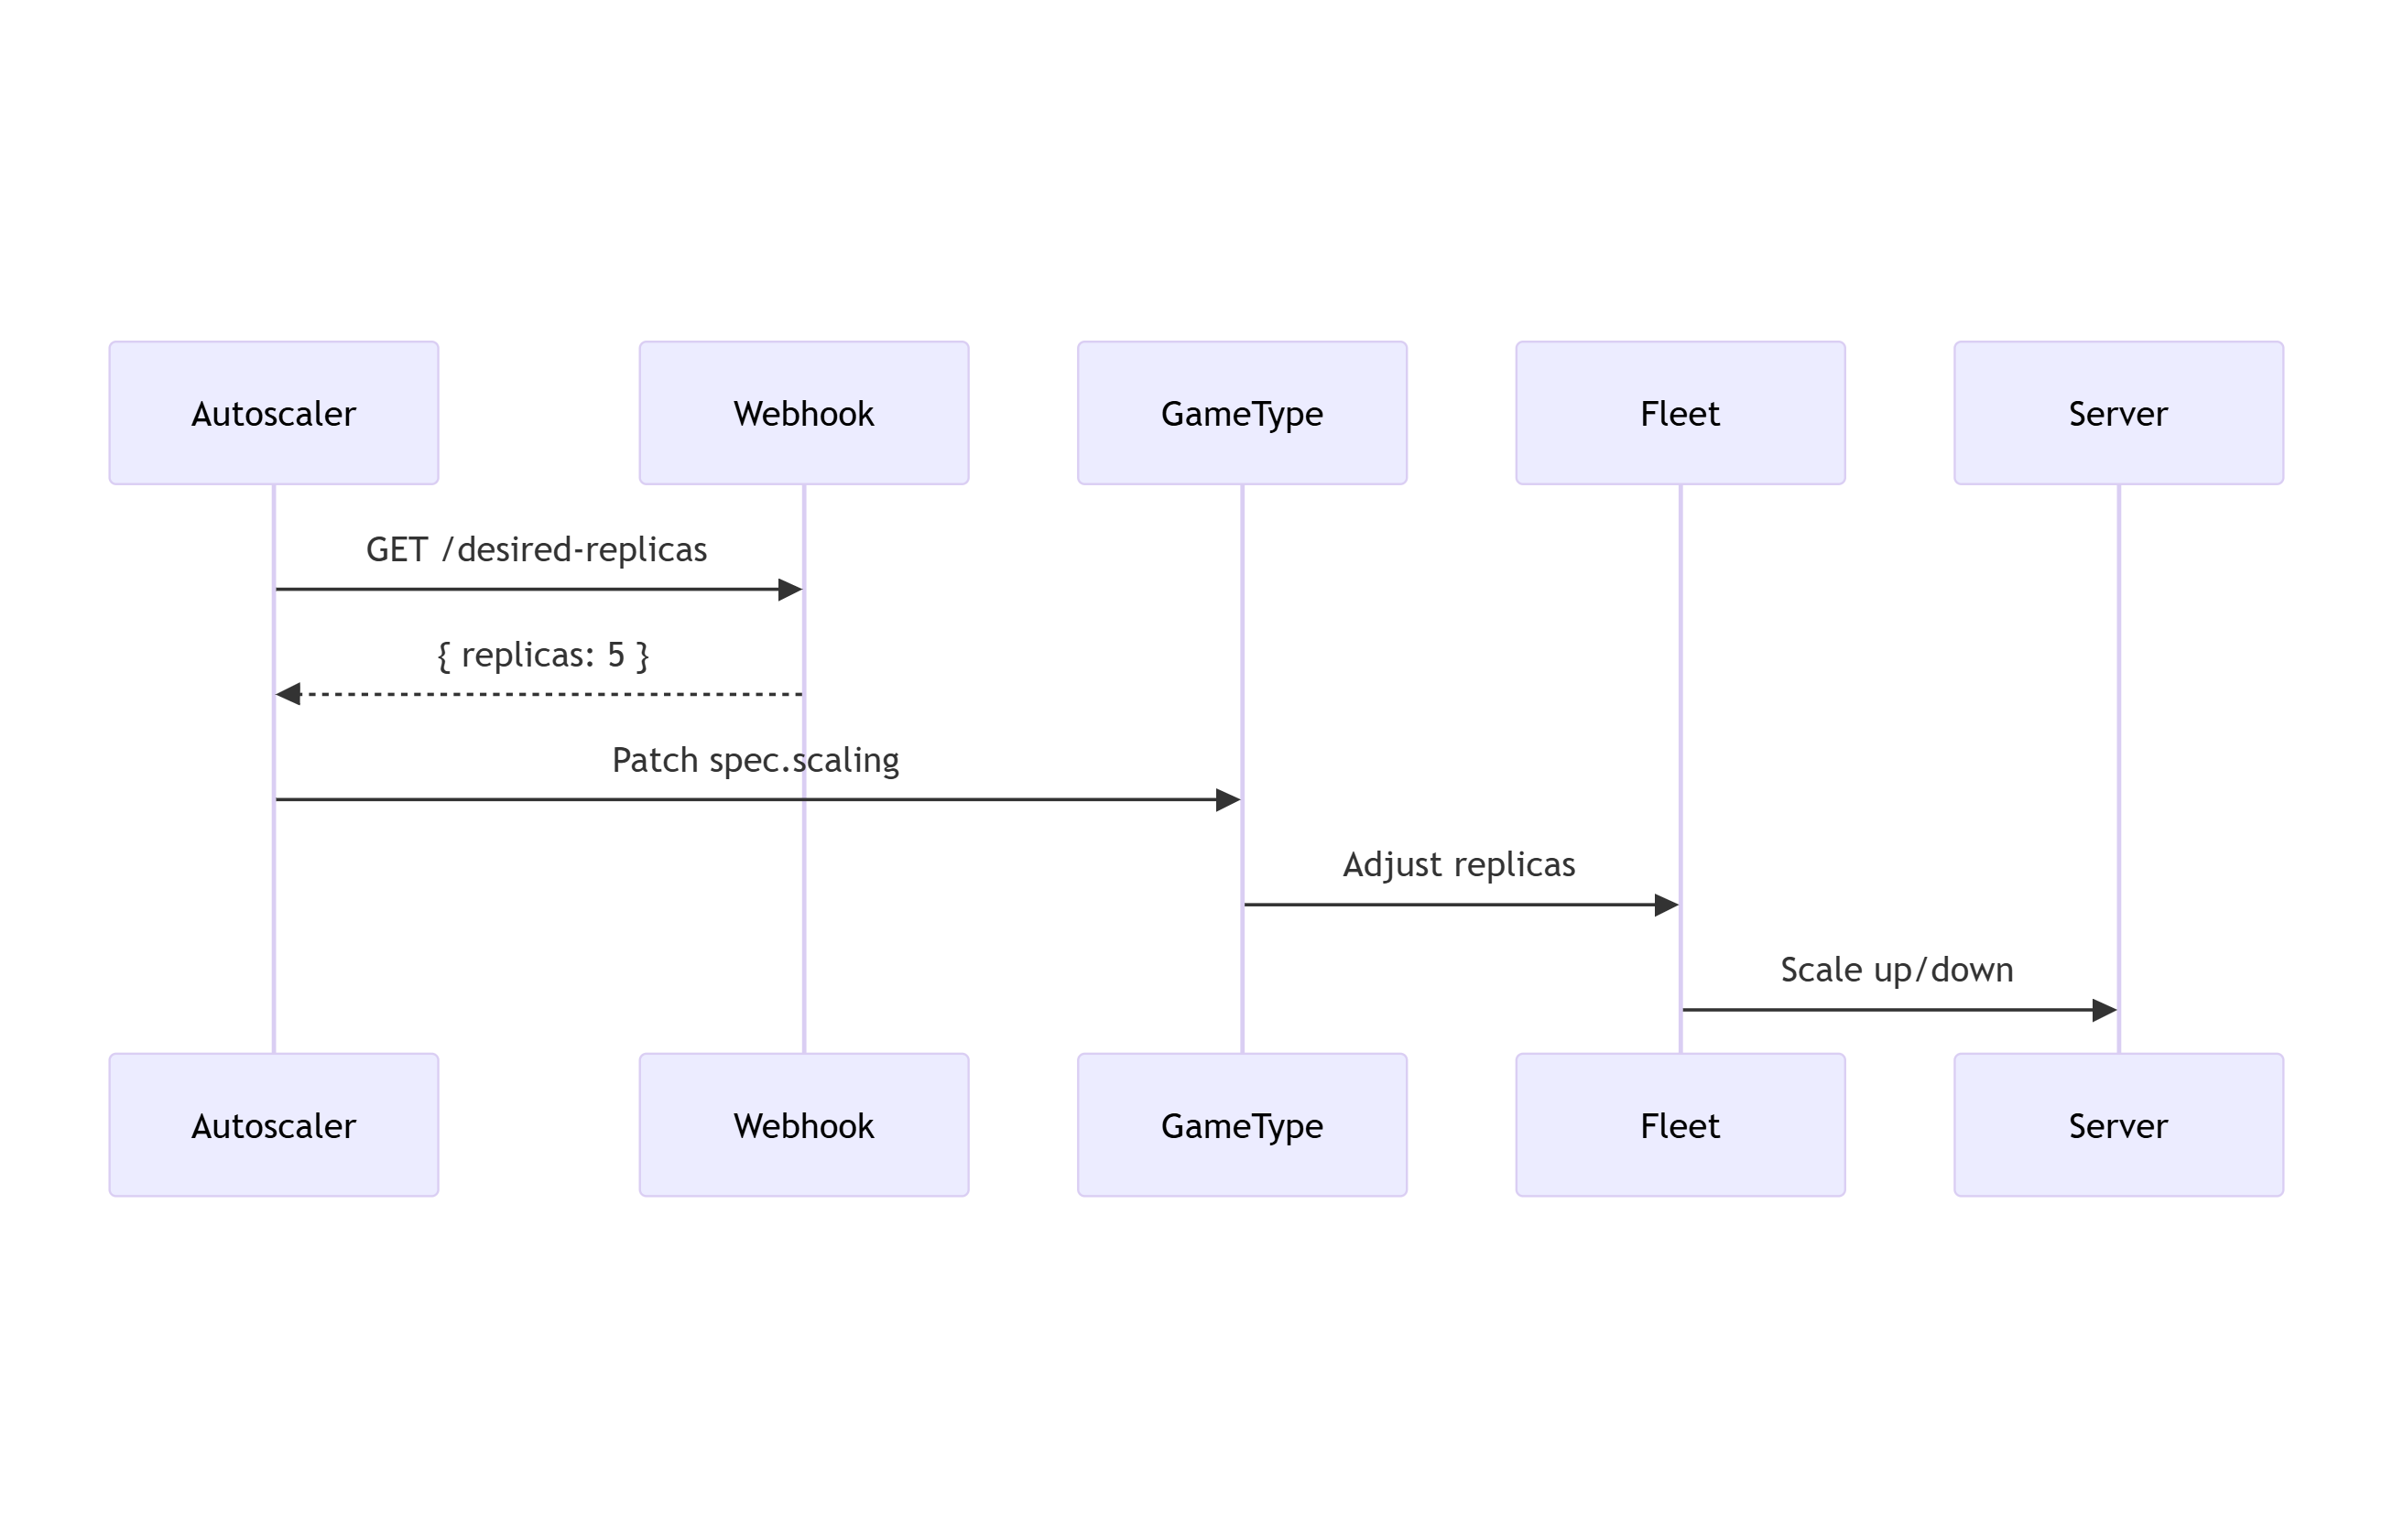 Autoscaler
Webhook
GameType
Fleet
Server
GET /desired-replicas
{ replicas: 5 }
Patch spec.scaling
Adjust replicas
Scale up/down
Autoscaler
Webhook
GameType
Fleet
Server